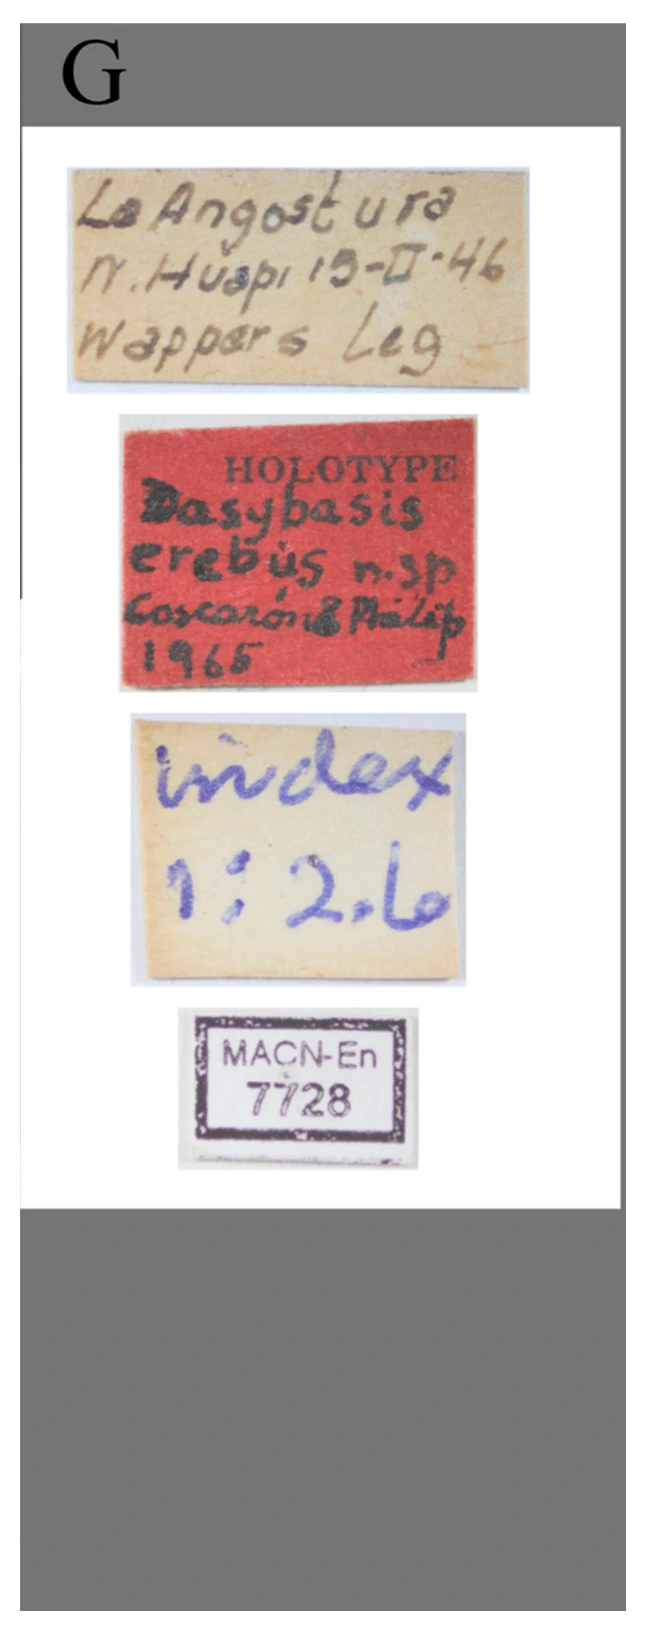 G
La Angostura
N. Huapi 13-II-46
Wappers Leg
HOLOTYPE
Dasybasis
erebus n.sp
Coscarón & Philip
1965
index
1: 2.6
MACN-En
7728